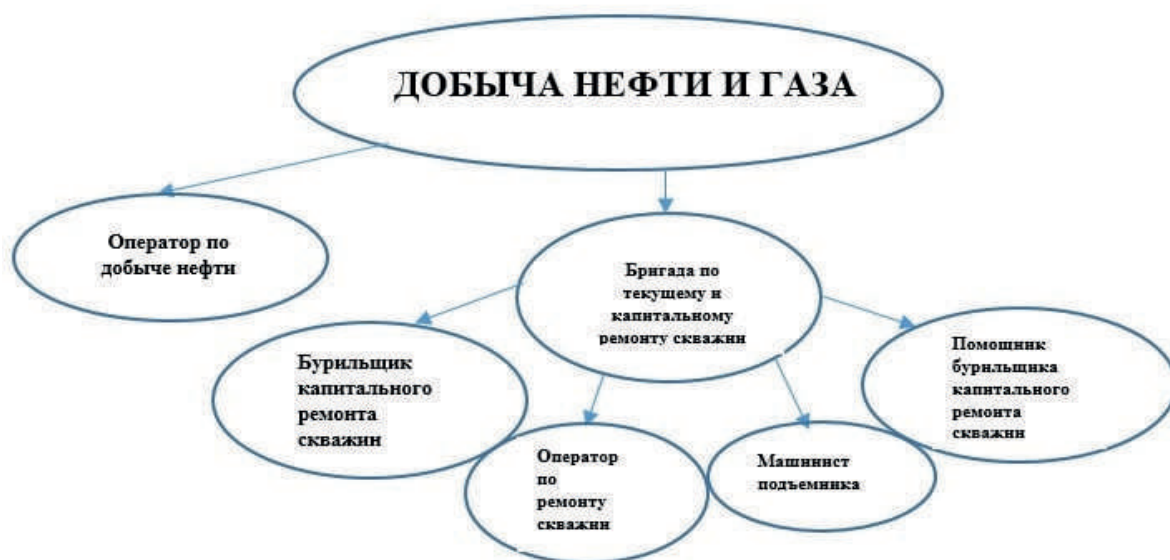 ДОБЫЧА НЕФТИ И ГАЗА
Оператор по
добыче нефти
Бригада по
текущему и
капитальному
ремонту скважин
Бурильщик
капитального
ремонта
скважин
Оператор
по
ремонту
скважин
Машинист
подъемника
Помощник
бурильщика
капитального
ремонта
скважин